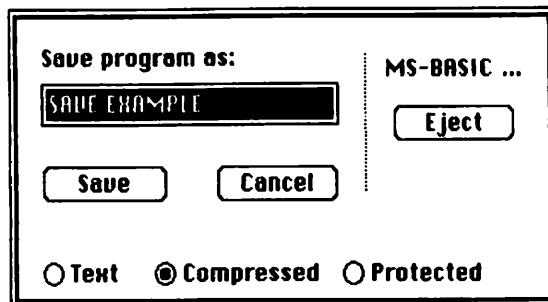 Save program as:
MS-BASIC ...
SAVE EXAMPLE
Eject
Save
Cancel
Text
Compressed
Protected